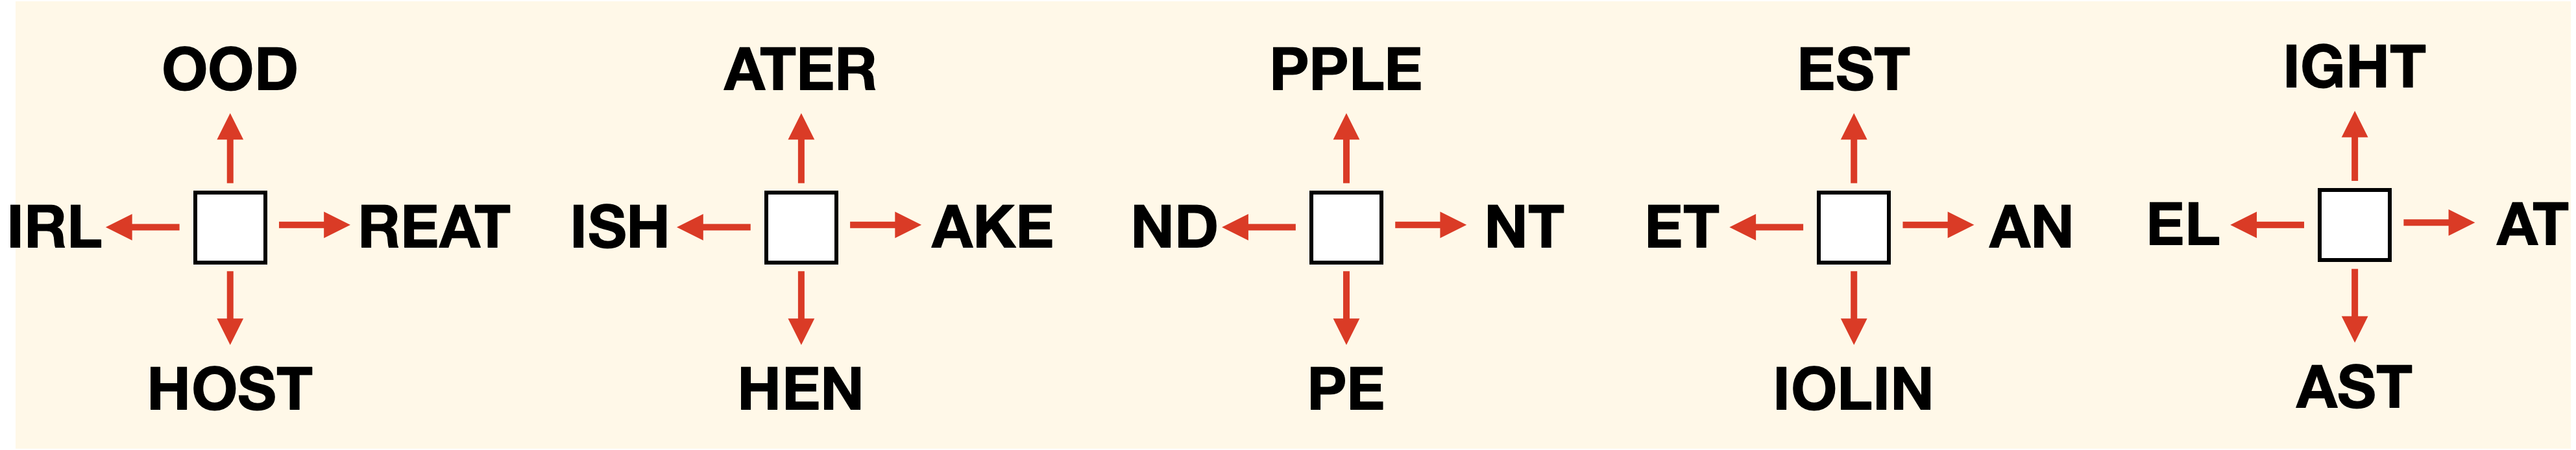 OOD
ATER
PPLE
EST
IGHT
IRL
REAT
ISH
AKE
ND
NT
ET
AN
EL
AT
HOST
HEN
PE
IOLIN
AST